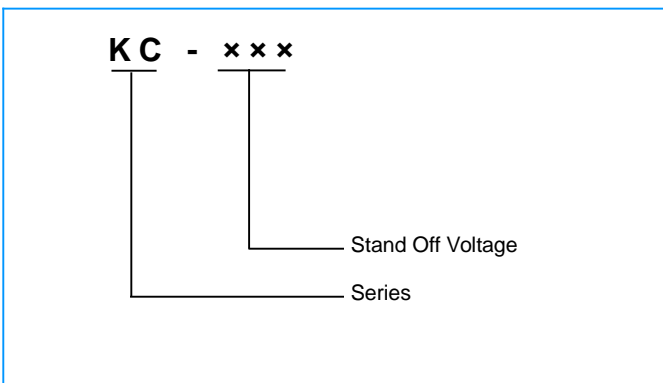 KC - ×××
Stand Off Voltage
Series